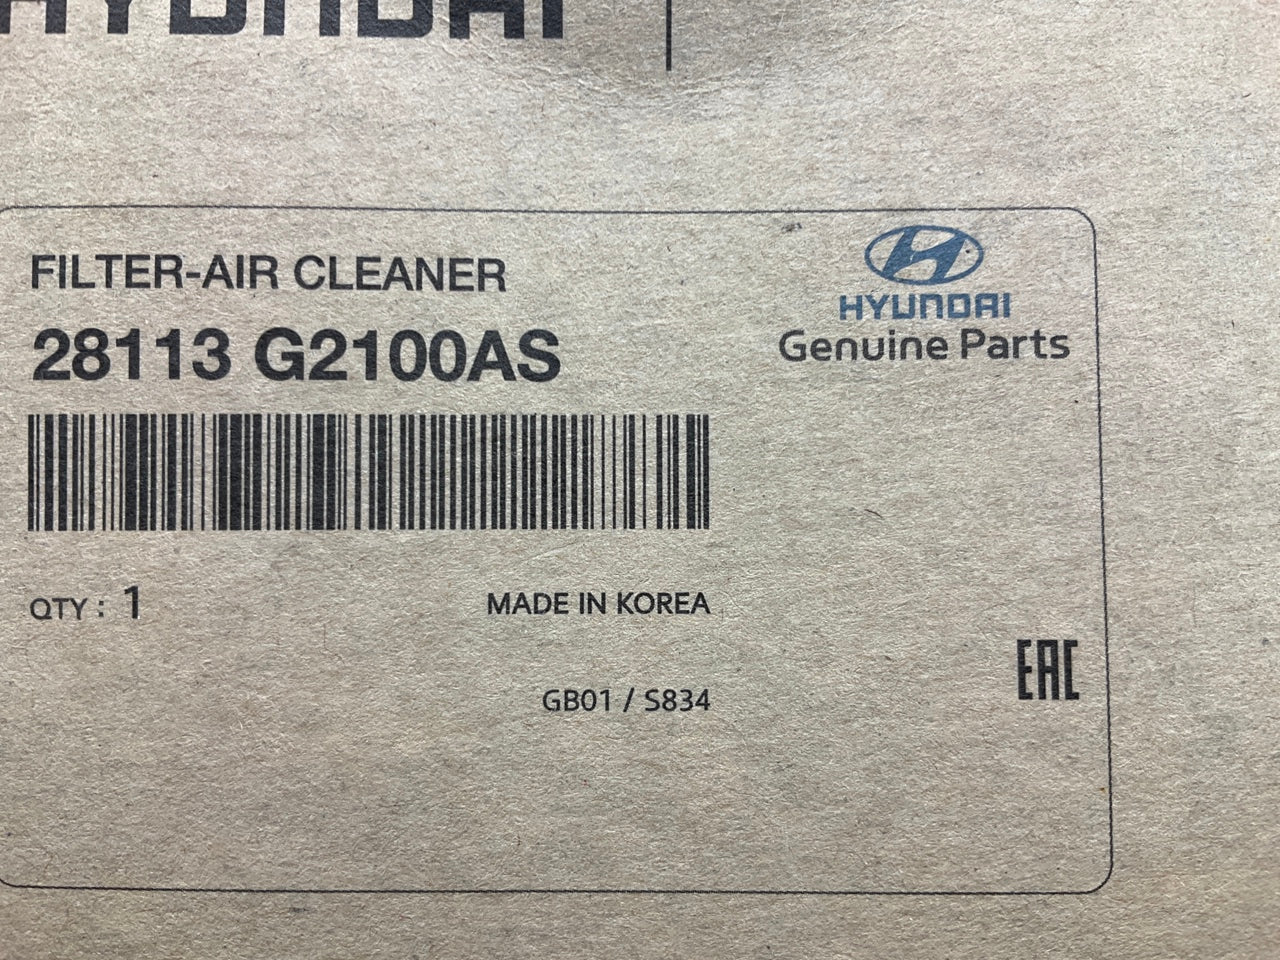 HYUNDAI
FILTER-AIR CLEANER
28113 G2100AS
HYUNDAI
Genuine Parts
QTY : 1
MADE IN KOREA
GB01 / S834
EAC